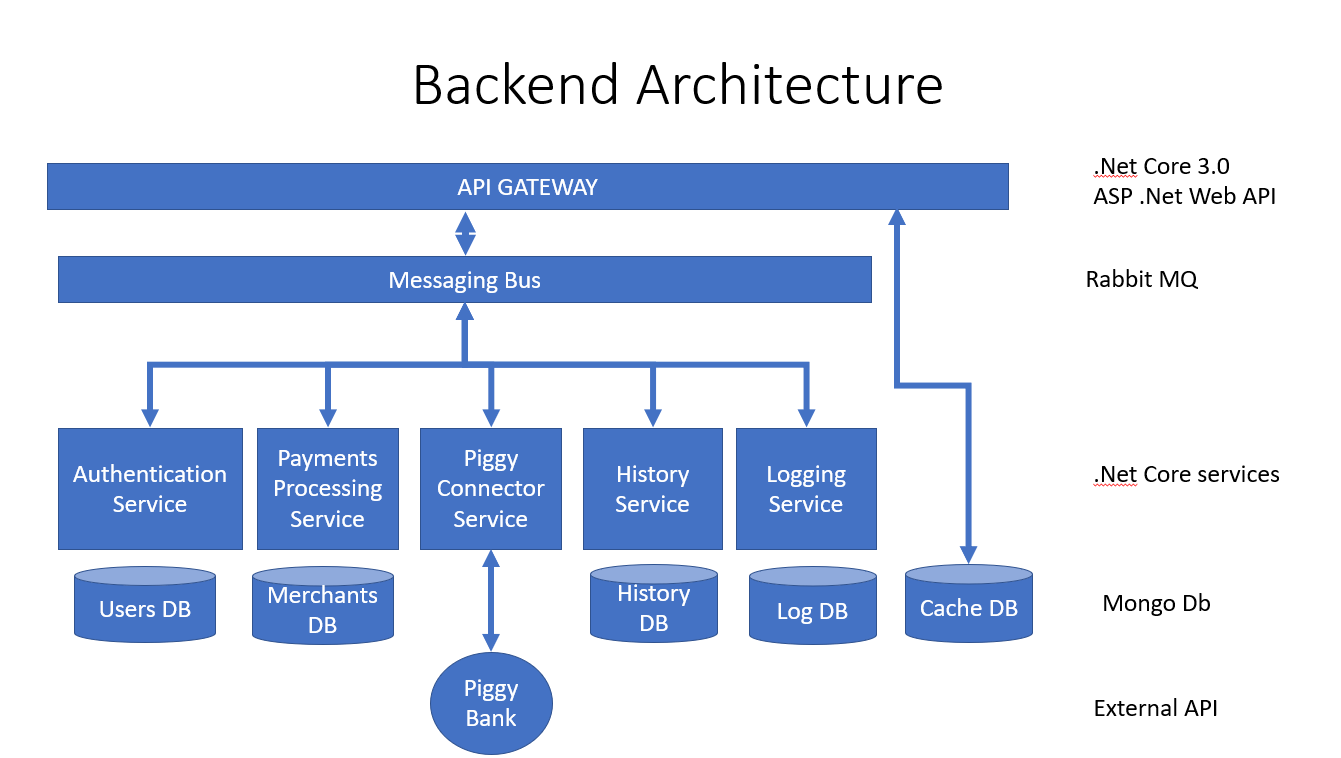 Backend Architecture
API GATEWAY
.Net Core 3.0
ASP .Net Web API
Messaging Bus
Rabbit MQ
Authentication
Service
Payments
Processing
Service
Piggy
Connector
Service
History
Service
Logging
Service
.Net Core services
Users DB
Merchants
DB
History
DB
Log DB
Cache DB
Mongo Db
Piggy
Bank
External API